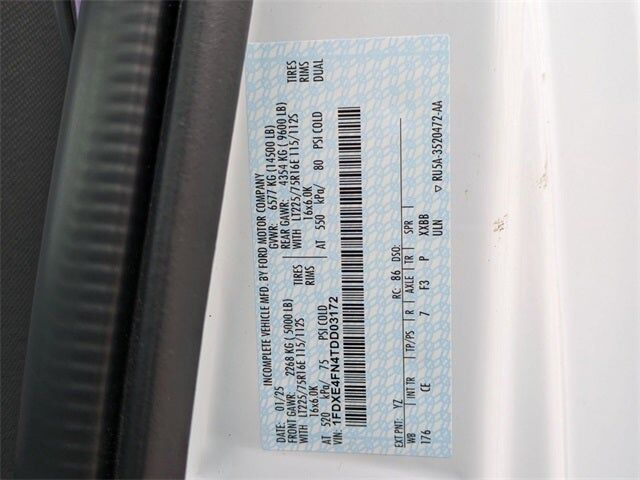 INCOMPLETE VEHICLE MFD. BY FORD MOTOR COMPANY
DATE: 01/25 GVWR: 6577 KG (14500 LB)
FRONT GAWR: 2268 KG (5000 LB) REAR GAWR: 4354 KG (9600 LB)
WITH LT225/75R16E 115/112S TIRES WITH LT225/75R16E 115/112S TIRES
16x6.0K RIMS 16x6.0K RIMS
AT 520 kPa/ 75 PSI COLD AT 550 kPa/ 80 PSI COLD DUAL
VIN: 1FDXE4FN4TDD03172
EXT PNT: YZ RC: 86 DSO:
WB INT TR TP/PS R AXLE TR SPR
176 CE 7 F3 P XXBB
ULN
▽ RU5A-3520472-AA